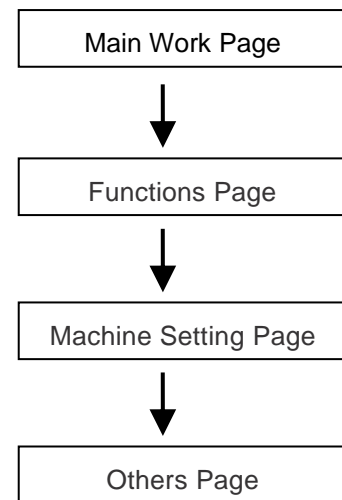 Main Work Page
Functions Page
Machine Setting Page
Others Page